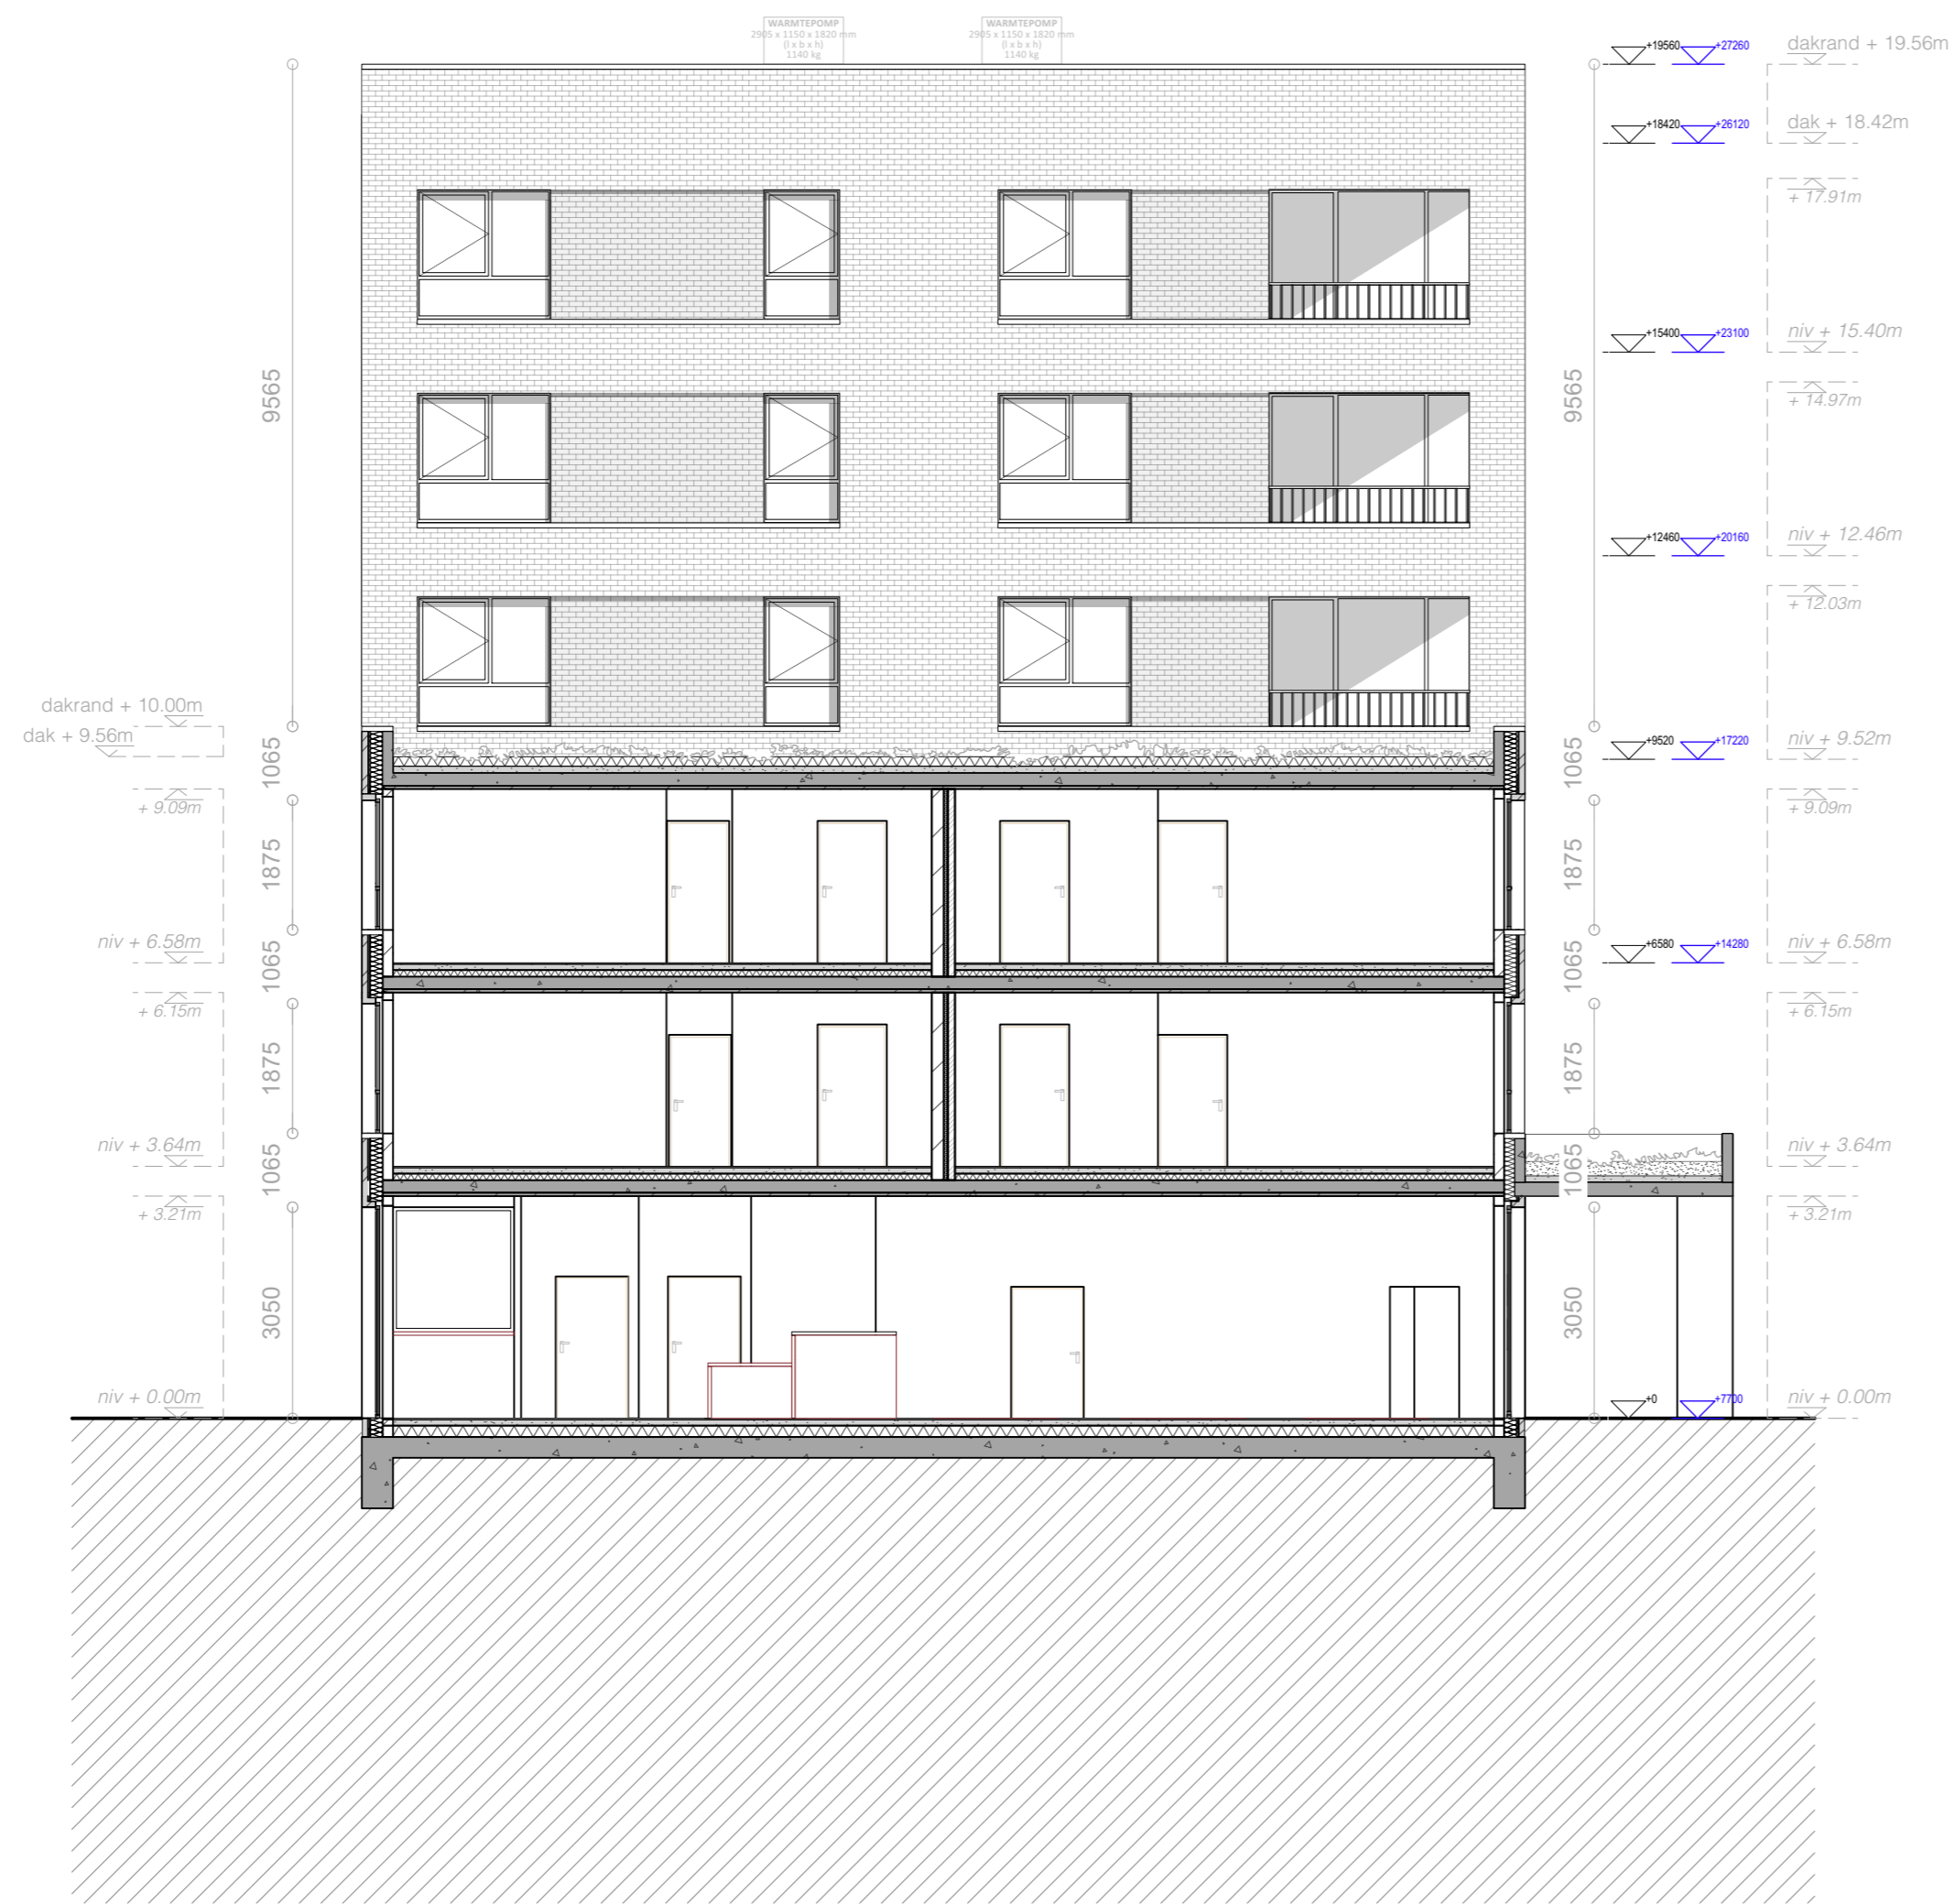 WARMTEPOMP
2905 x 1150 x 1820 mm
(l x b x h)
1140 kg
WARMTEPOMP
2905 x 1150 x 1820 mm
(l x b x h)
1140 kg
+19560
+27260
dakrand + 19.56m
+18420
+26120
dak + 18.42m
+ 17.91m
+15400
+23100
niv + 15.40m
9565
9565
+ 14.97m
+12460
+20160
niv + 12.46m
+ 12.03m
dakrand + 10.00m
dak + 9.56m
1065
1065
+9520
+17220
niv + 9.52m
+ 9.09m
+ 9.09m
1875
1875
niv + 6.58m
1065
1065
+6580
+14280
niv + 6.58m
+ 6.15m
+ 6.15m
1875
1875
niv + 3.64m
1065
1065
niv + 3.64m
+ 3.21m
+ 3.21m
3050
3050
niv + 0.00m
+0
+7700
niv + 0.00m